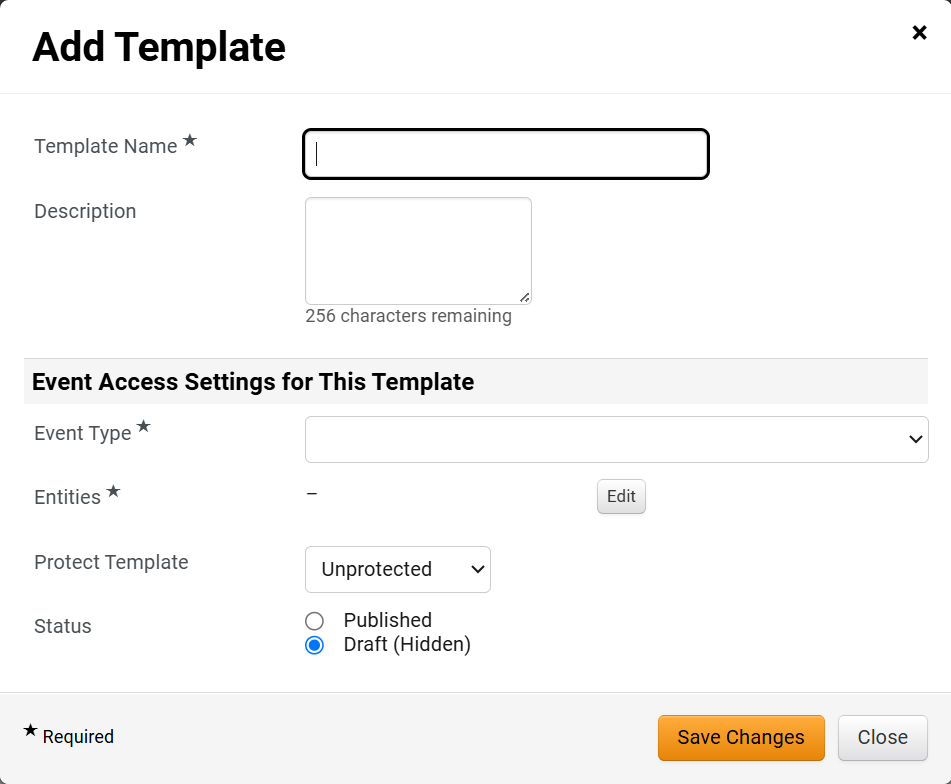 Add Template
Template Name ★
Description
256 characters remaining
Event Access Settings for This Template
Event Type ★
Entities ★ – Edit
Protect Template Unprotected
Status Published
Draft (Hidden)
★ Required Save Changes Close